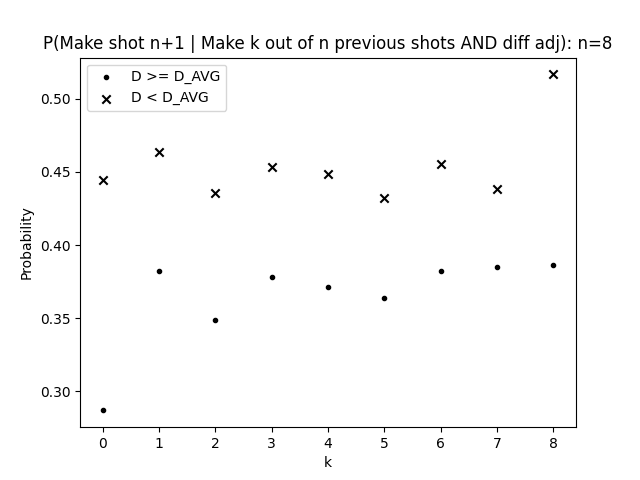 P(Make shot n+1 | Make k out of n previous shots AND diff adj): n=8
D >= D_AVG
D < D_AVG
0.50
0.45
0.40
0.35
0.30
Probability
0 1 2 3 4 5 6 7 8
k